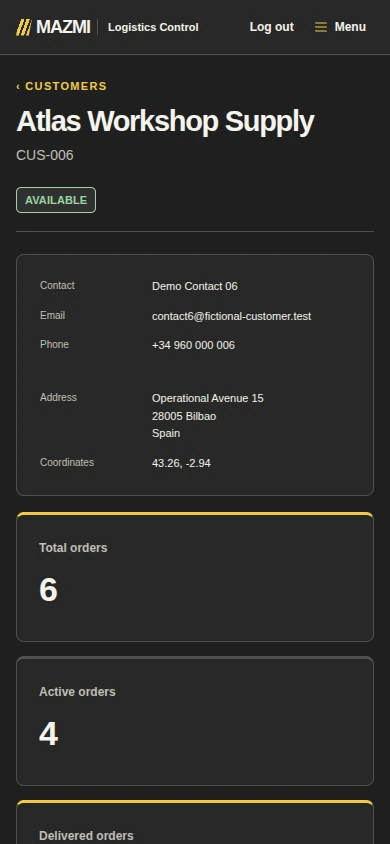 MAZMI
Logistics Control
Log out
Menu
‹ CUSTOMERS
Atlas Workshop Supply
CUS-006
AVAILABLE
Contact
Demo Contact 06
Email
contact6@fictional-customer.test
Phone
+34 960 000 006
Address
Operational Avenue 15
28005 Bilbao
Spain
Coordinates
43.26, -2.94
Total orders
6
Active orders
4
Delivered orders